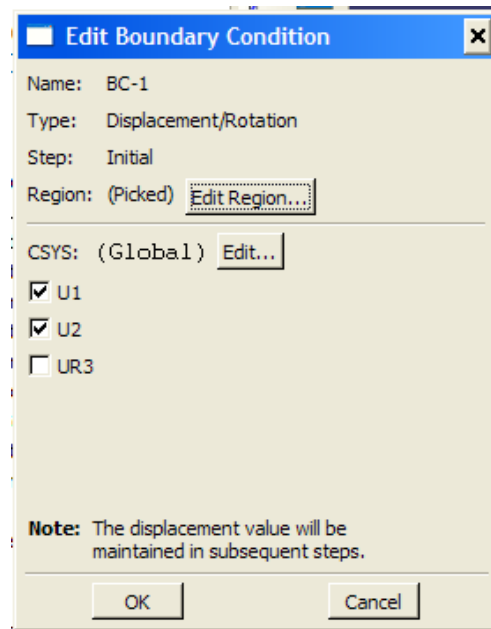 Edit Boundary Condition
Name: BC-1
Type: Displacement/Rotation
Step: Initial
Region: (Picked) Edit Region...
CSYS: (Global) Edit...
U1
U2
UR3
Note: The displacement value will be
maintained in subsequent steps.
OK Cancel